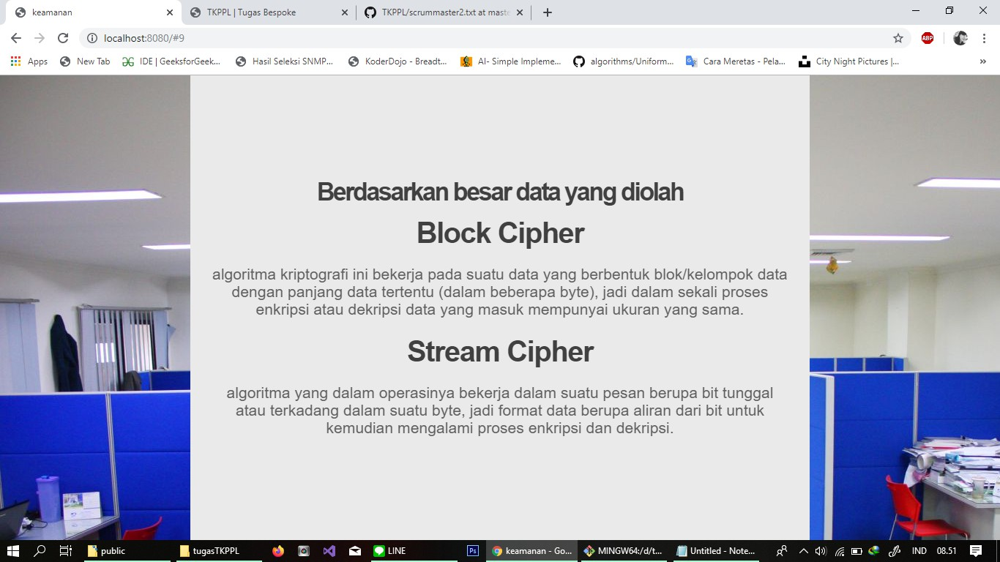 keamanan
TKPPL | Tugas Bespoke
TKPPL/scrummaster2.txt at maste
localhost:8080/#9
ABP
Apps
New Tab
IDE | GeeksforGeek...
Hasil Seleksi SNMP...
KoderDojo - Breadt...
AI- Simple Impleme...
algorithms/Uniform...
Cara Meretas - Pela...
City Night Pictures |...
»
Berdasarkan besar data yang diolah
Block Cipher
algoritma kriptografi ini bekerja pada suatu data yang berbentuk blok/kelompok data
dengan panjang data tertentu (dalam beberapa byte), jadi dalam sekali proses
enkripsi atau dekripsi data yang masuk mempunyai ukuran yang sama.
Stream Cipher
algoritma yang dalam operasinya bekerja dalam suatu pesan berupa bit tunggal
atau terkadang dalam suatu byte, jadi format data berupa aliran dari bit untuk
kemudian mengalami proses enkripsi dan dekripsi.
public
tugasTKPPL
LINE
Ps
keamanan - Go...
MINGW64:/d/t...
Untitled - Note...
IND
08.51